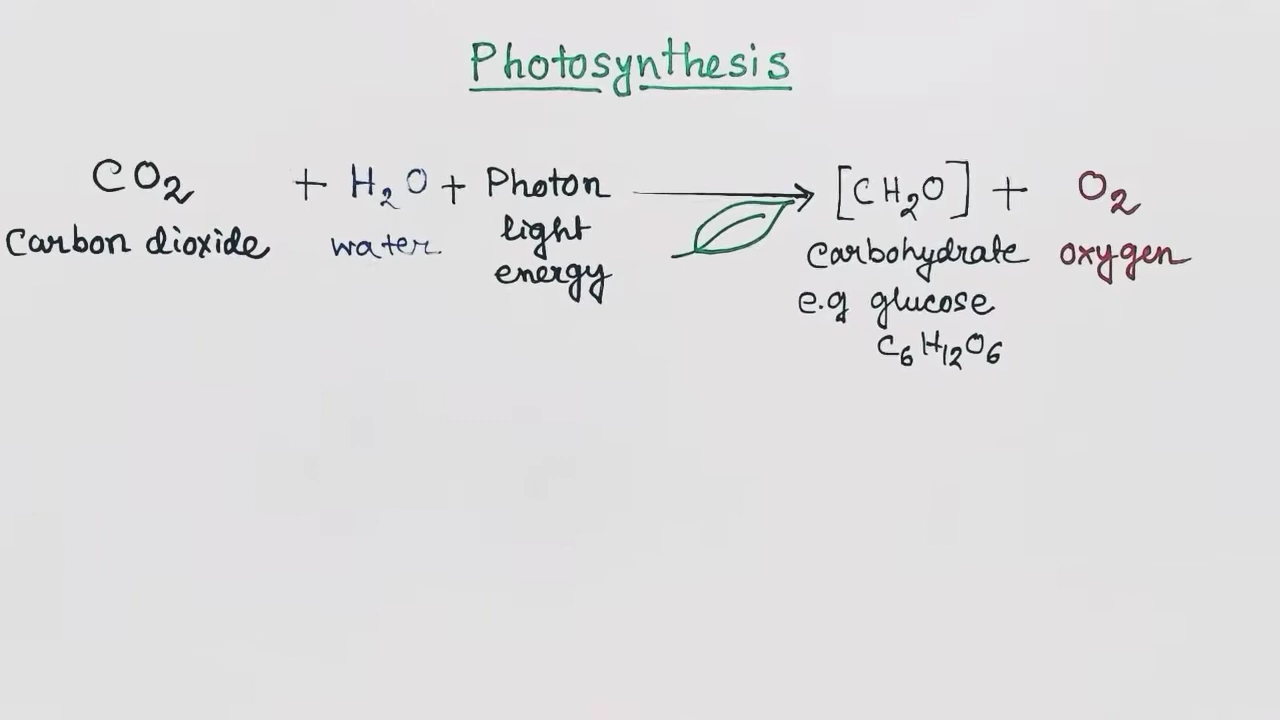 Photosynthesis
CO2 + H2O + Photon → [CH2O] + O2
Carbon dioxide water light energy carbohydrate oxygen
e.g glucose
C6H12O6